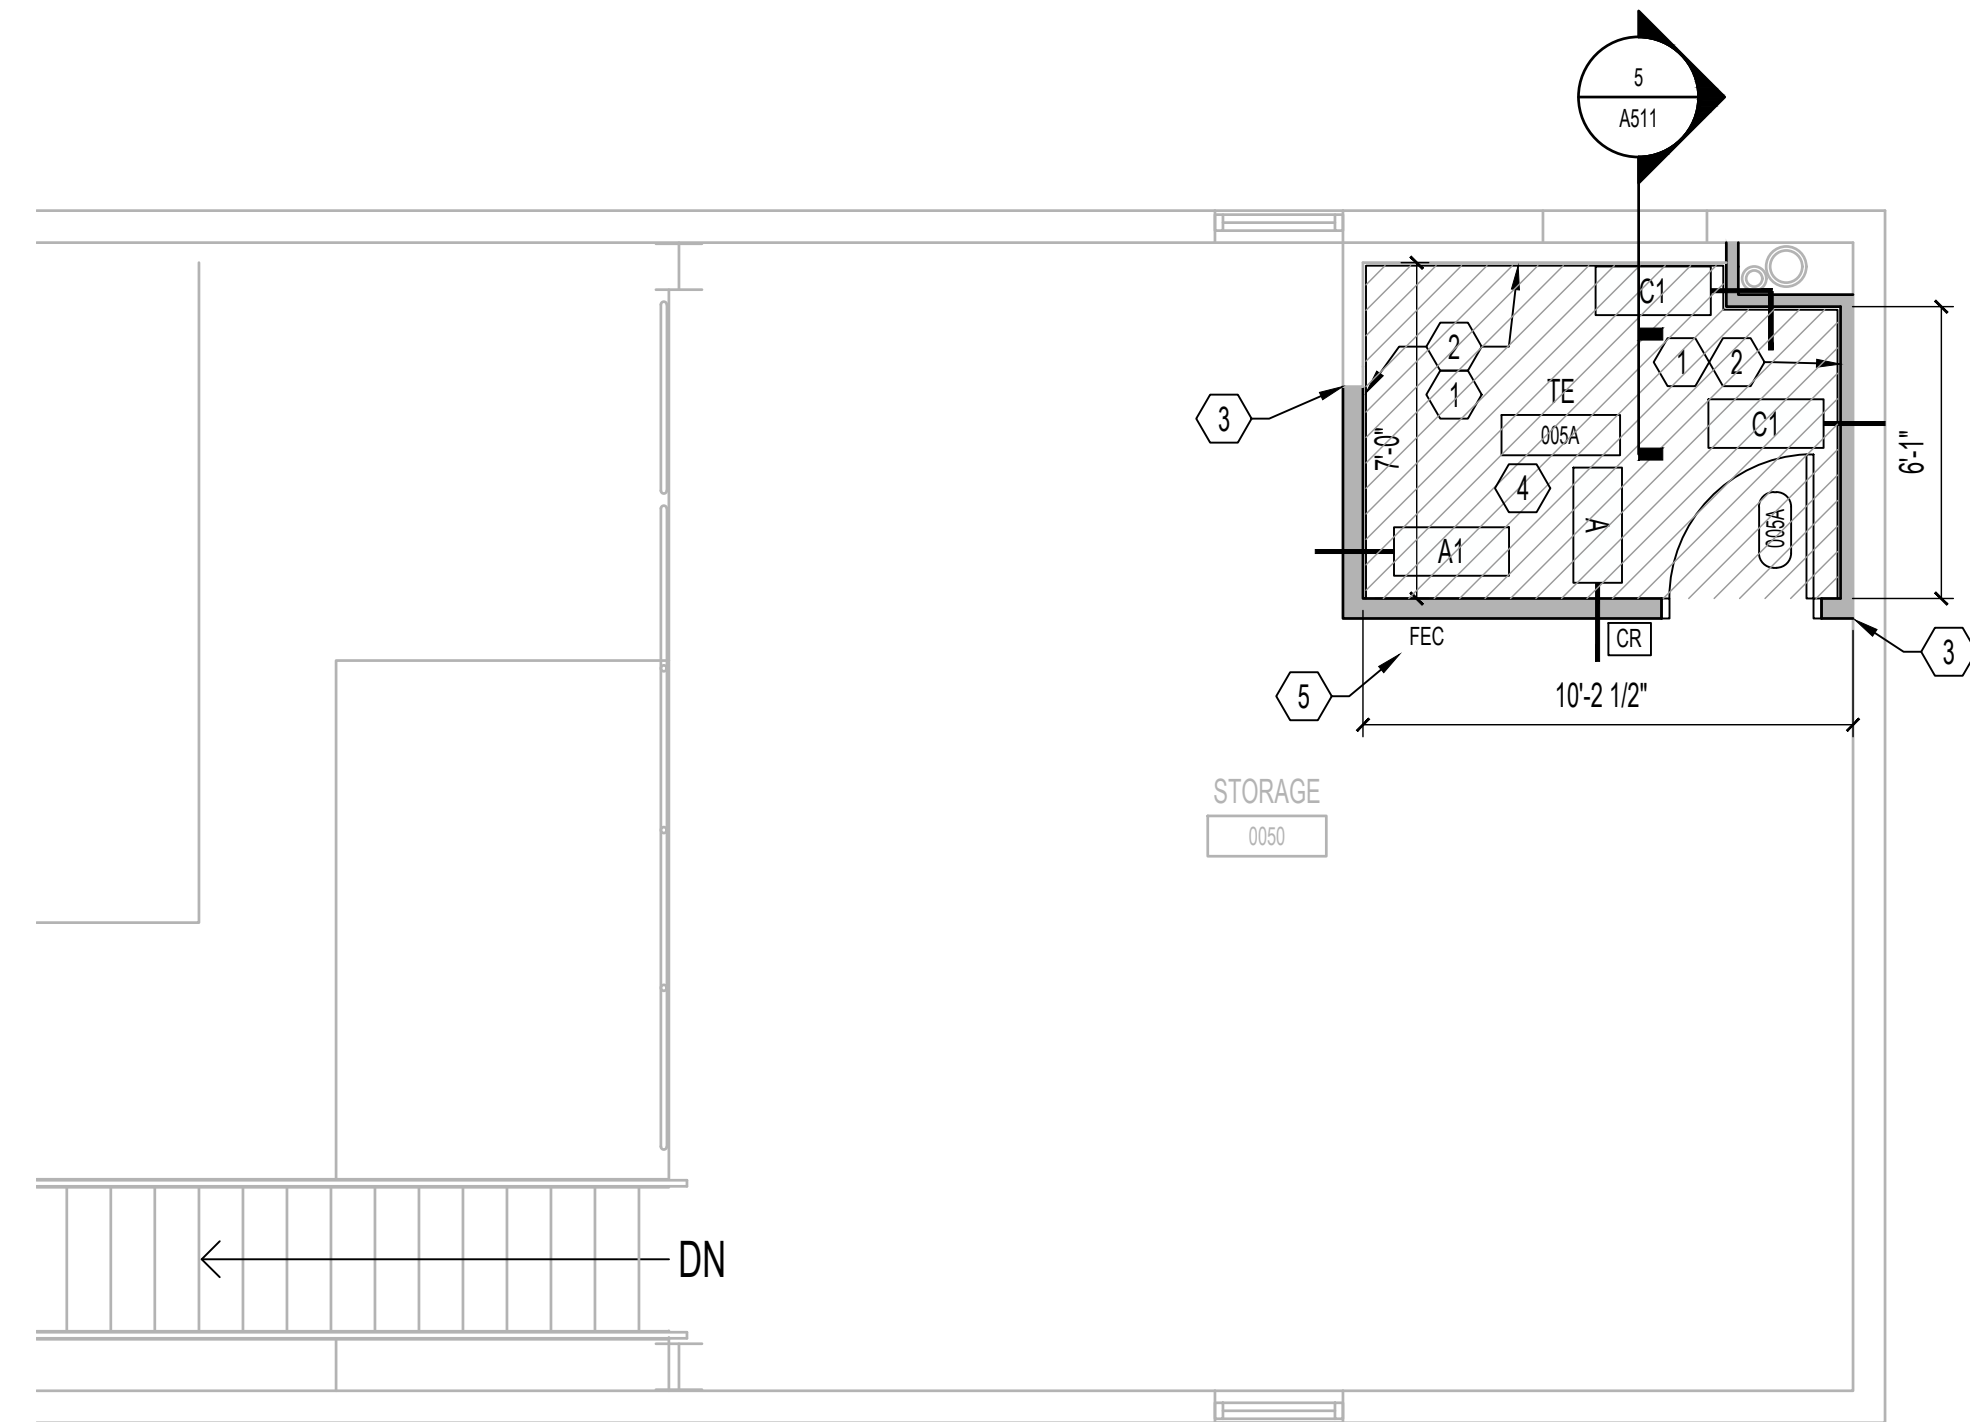 5
A511
C1
2
1
1
2
TE
3
C1
005A
7'-0"
6'-1"
4
005A
A
A1
FEC
CR
3
5
10'-2 1/2"
STORAGE
0050
DN